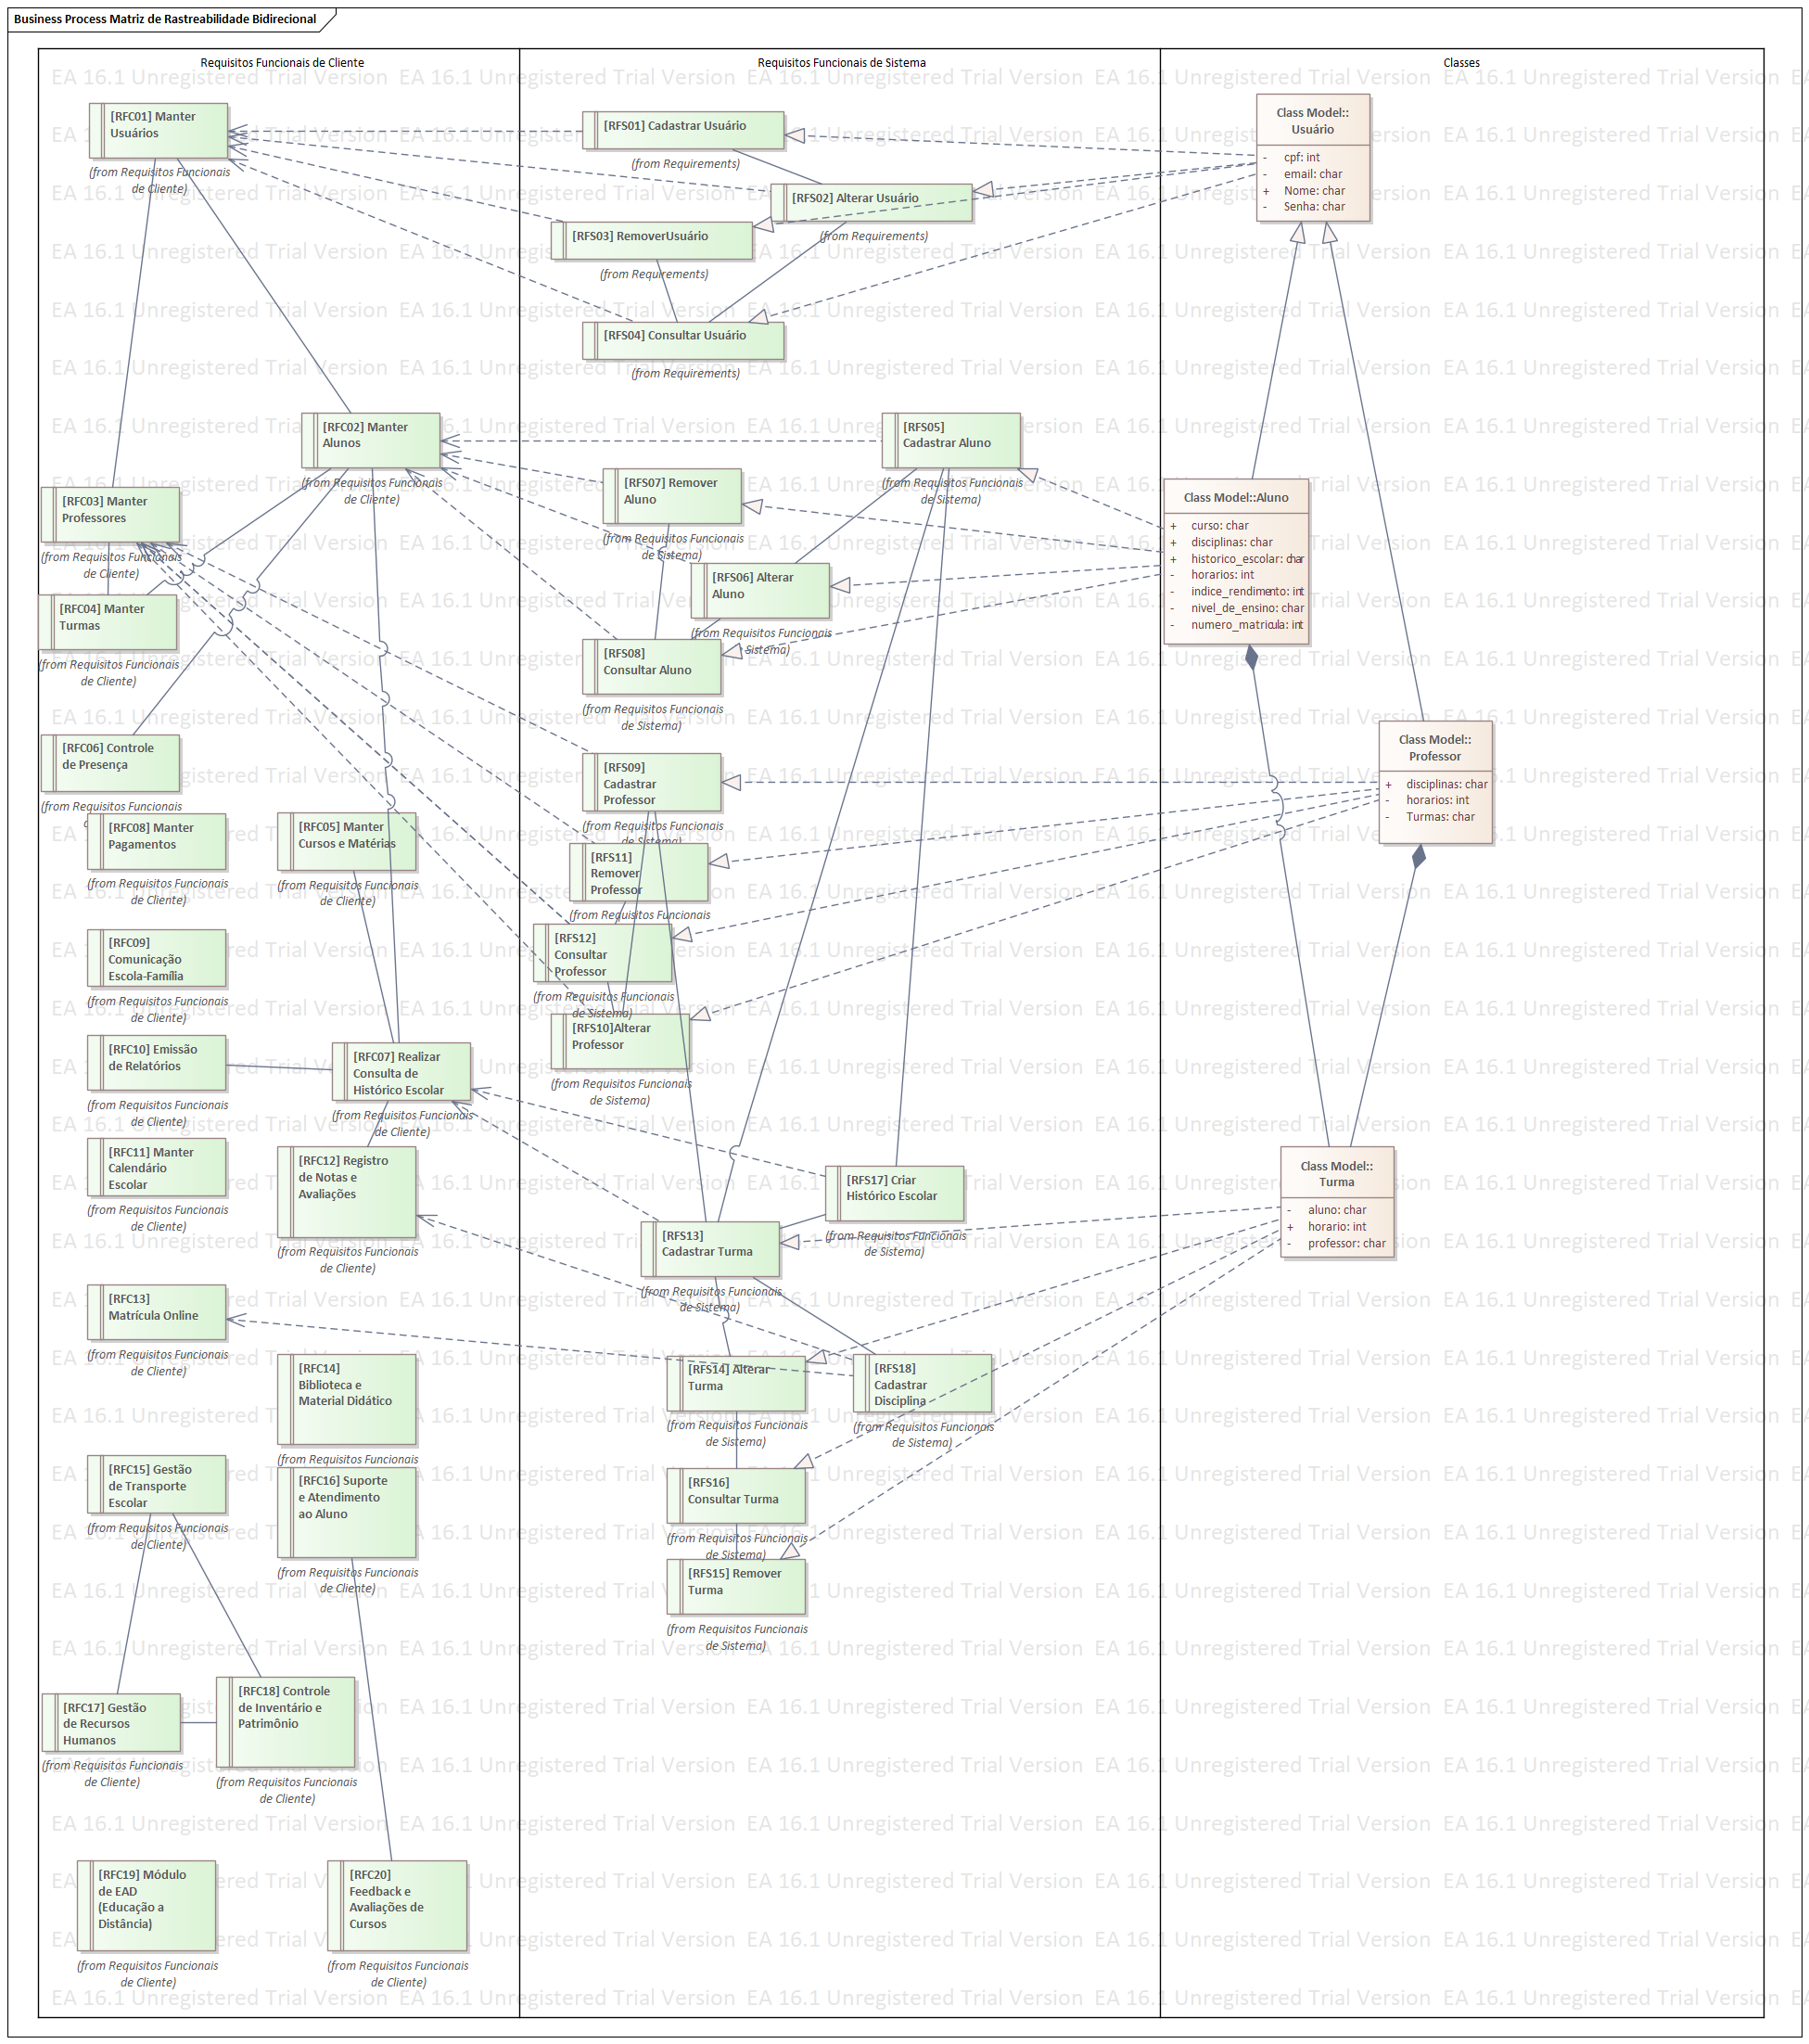 Business Process Matriz de Rastreabilidade Bidirecional
Requisitos Funcionais de Cliente
[RFC01] Manter
Usuários
(from Requisitos Funcionais
de Cliente)
[RFC02] Manter
Alunos
(from Requisitos Funcionais
de Cliente)
[RFC03] Manter
Professores
(from Requisitos Funcionais
de Cliente)
[RFC04] Manter
Turmas
(from Requisitos Funcionais
de Cliente)
[RFC06] Controle
de Presença
(from Requisitos Funcionais
[RFC08] Manter
Pagamentos
(from Requisitos Funcionais
de Cliente)
[RFC05] Manter
Cursos e Matérias
(from Requisitos Funcionais
de Cliente)
[RFC09]
Comunicação
Escola-Família
(from Requisitos Funcionais
de Cliente)
[RFC10] Emissão
de Relatórios
(from Requisitos Funcionais
de Cliente)
[RFC07] Realizar
Consulta de
Histórico Escolar
(from Requisitos Funcionais
de Cliente)
[RFC11] Manter
Calendário
Escolar
(from Requisitos Funcionais
de Cliente)
[RFC12] Registro
de Notas e
Avaliações
(from Requisitos Funcionais
de Cliente)
[RFC13]
Matrícula Online
(from Requisitos Funcionais
de Cliente)
[RFC14]
Biblioteca e
Material Didático
(from Requisitos Funcionais
[RFC15] Gestão
de Transporte
Escolar
(from Requisitos Funcionais
de Cliente)
[RFC16] Suporte
e Atendimento
ao Aluno
(from Requisitos Funcionais
de Cliente)
[RFC17] Gestão
de Recursos
Humanos
(from Requisitos Funcionais
de Cliente)
[RFC18] Controle
de Inventário e
Patrimônio
(from Requisitos Funcionais
de Cliente)
[RFC19] Módulo
de EAD
(Educação a
Distância)
(from Requisitos Funcionais
de Cliente)
[RFC20]
Feedback e
Avaliações de
Cursos
(from Requisitos Funcionais
de Cliente)
Requisitos Funcionais de Sistema
[RFS01] Cadastrar Usuário
(from Requirements)
[RFS02] Alterar Usuário
(from Requirements)
[RFS03] RemoverUsuário
(from Requirements)
[RFS04] Consultar Usuário
(from Requirements)
[RFS05]
Cadastrar Aluno
(from Requisitos Funcionais
de Sistema)
[RFS07] Remover
Aluno
(from Requisitos Funcionais
de Sistema)
[RFS06] Alterar
Aluno
(from Requisitos Funcionais
de Sistema)
[RFS08]
Consultar Aluno
(from Requisitos Funcionais
de Sistema)
[RFS09]
Cadastrar
Professor
(from Requisitos Funcionais
de Sistema)
[RFS11]
Remover
Professor
(from Requisitos Funcionais
[RFS12]
Consultar
Professor
(from Requisitos Funcionais
de Sistema)
[RFS10]Alterar
Professor
(from Requisitos Funcionais
de Sistema)
[RFS17] Criar
Histórico Escolar
(from Requisitos Funcionais
de Sistema)
[RFS13]
Cadastrar Turma
(from Requisitos Funcionais
de Sistema)
[RFS14] Alterar
Turma
(from Requisitos Funcionais
de Sistema)
[RFS18]
Cadastrar
Disciplina
(from Requisitos Funcionais
de Sistema)
[RFS16]
Consultar Turma
(from Requisitos Funcionais
de Sistema)
[RFS15] Remover
Turma
(from Requisitos Funcionais
de Sistema)
Classes
Class Model::
Usuário
- cpf: int
- email: char
+ Nome: char
- Senha: char
Class Model::Aluno
+ curso: char
+ disciplinas: char
+ historico_escolar: char
- horarios: int
- indice_rendimento: int
- nivel_de_ensino: char
- numero_matricula: int
Class Model::
Professor
+ disciplinas: char
- horarios: int
- Turmas: char
Class Model::
Turma
- aluno: char
+ horario: int
- professor: char
EA 16.1 Unregistered Trial Version